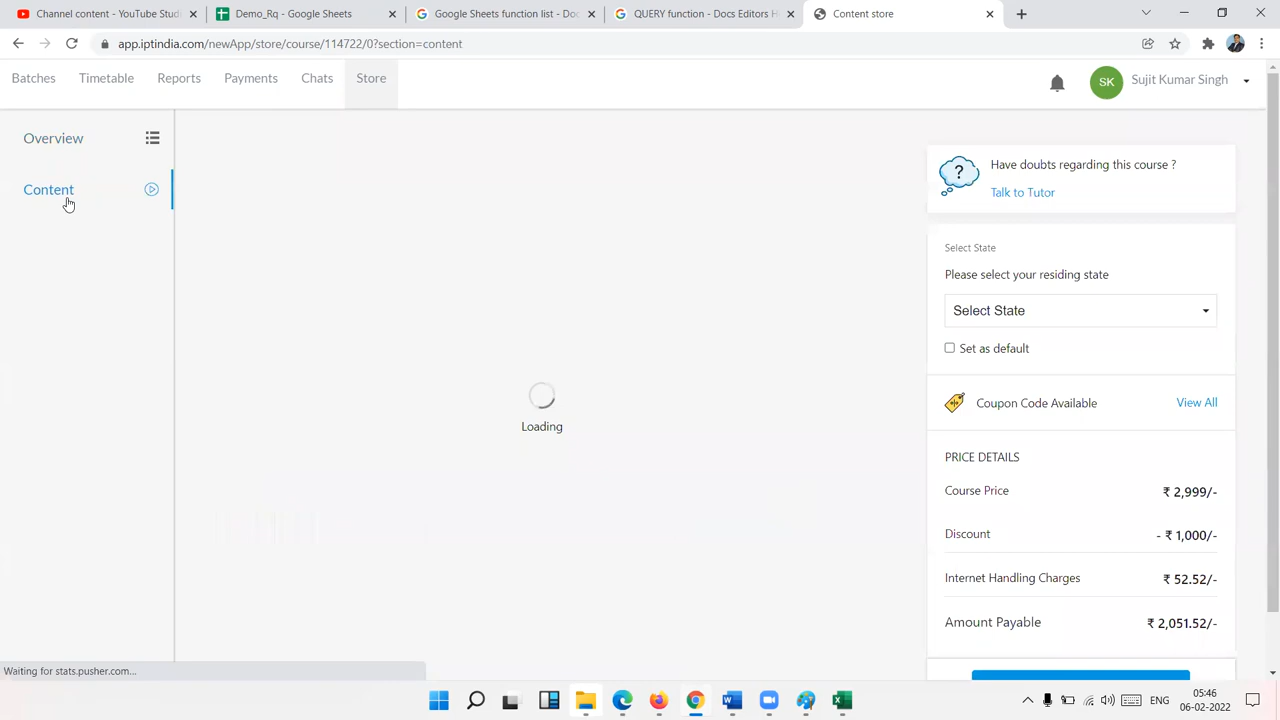 Channel content - YouTube Studi
Demo_Rq - Google Sheets
Google Sheets function list - Doc
QUERY function - Docs Editors H
Content store
app.iptindia.com/newApp/store/course/114722/0?section=content
Batches
Timetable
Reports
Payments
Chats
Store
SK
Sujit Kumar Singh
Overview
Content
Loading
?
Have doubts regarding this course ?
Talk to Tutor
Select State
Please select your residing state
Select State
Set as default
Coupon Code Available
View All
PRICE DETAILS
Course Price
₹ 2,999/-
Discount
- ₹ 1,000/-
Internet Handling Charges
₹ 52.52/-
Amount Payable
₹ 2,051.52/-
Waiting for stats.pusher.com...
ENG
05:46
06-02-2022